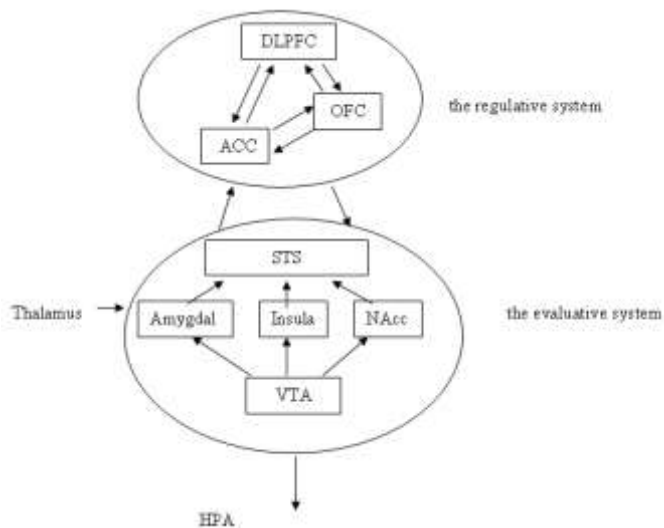 DLPFC
OFC
the regulative system
ACC
STS
Thalamus
Amygdal
Insula
NAcc
the evaluative system
VTA
HPA